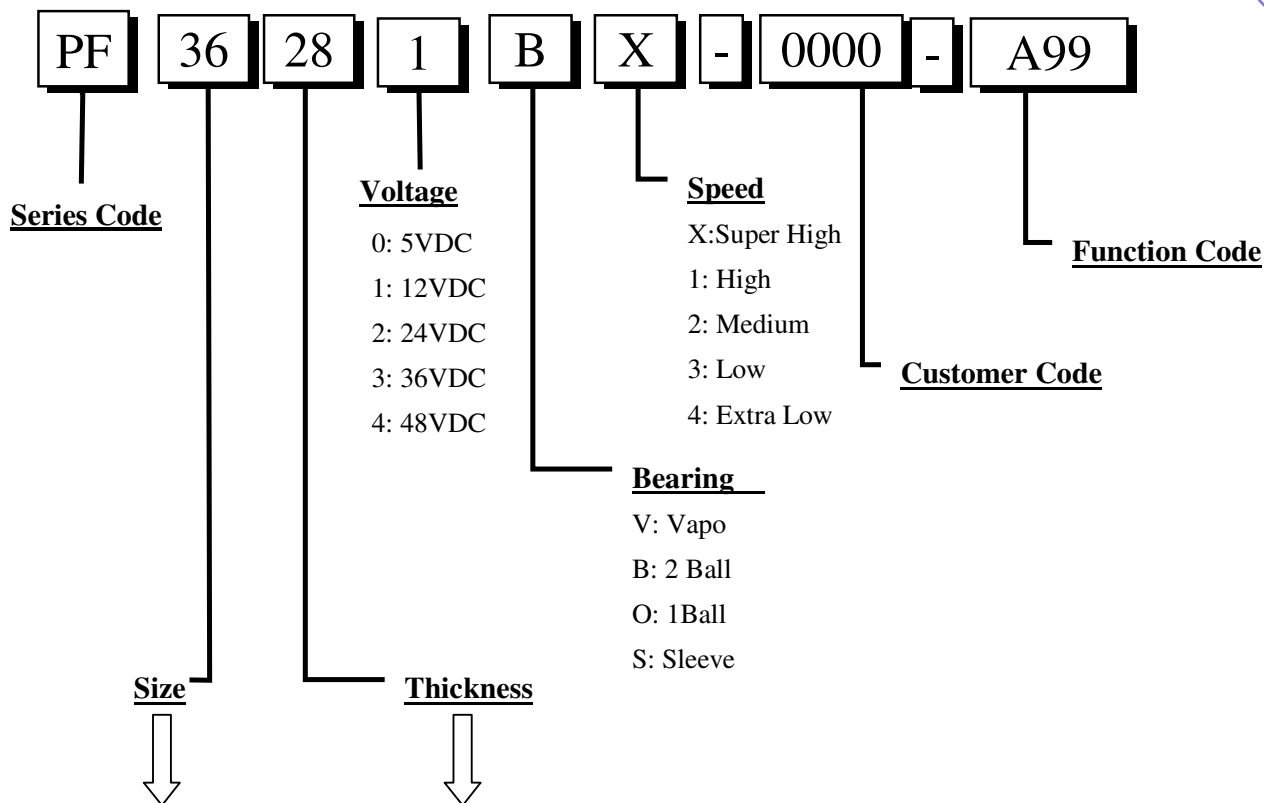 PF 36 28 1 B X - 0000 - A99
Series Code
Voltage
0: 5VDC
1: 12VDC
2: 24VDC
3: 36VDC
4: 48VDC
Speed
X:Super High
1: High
2: Medium
3: Low
4: Extra Low
Function Code
Customer Code
Bearing
V: Vapo
B: 2 Ball
O: 1Ball
S: Sleeve
Size
Thickness